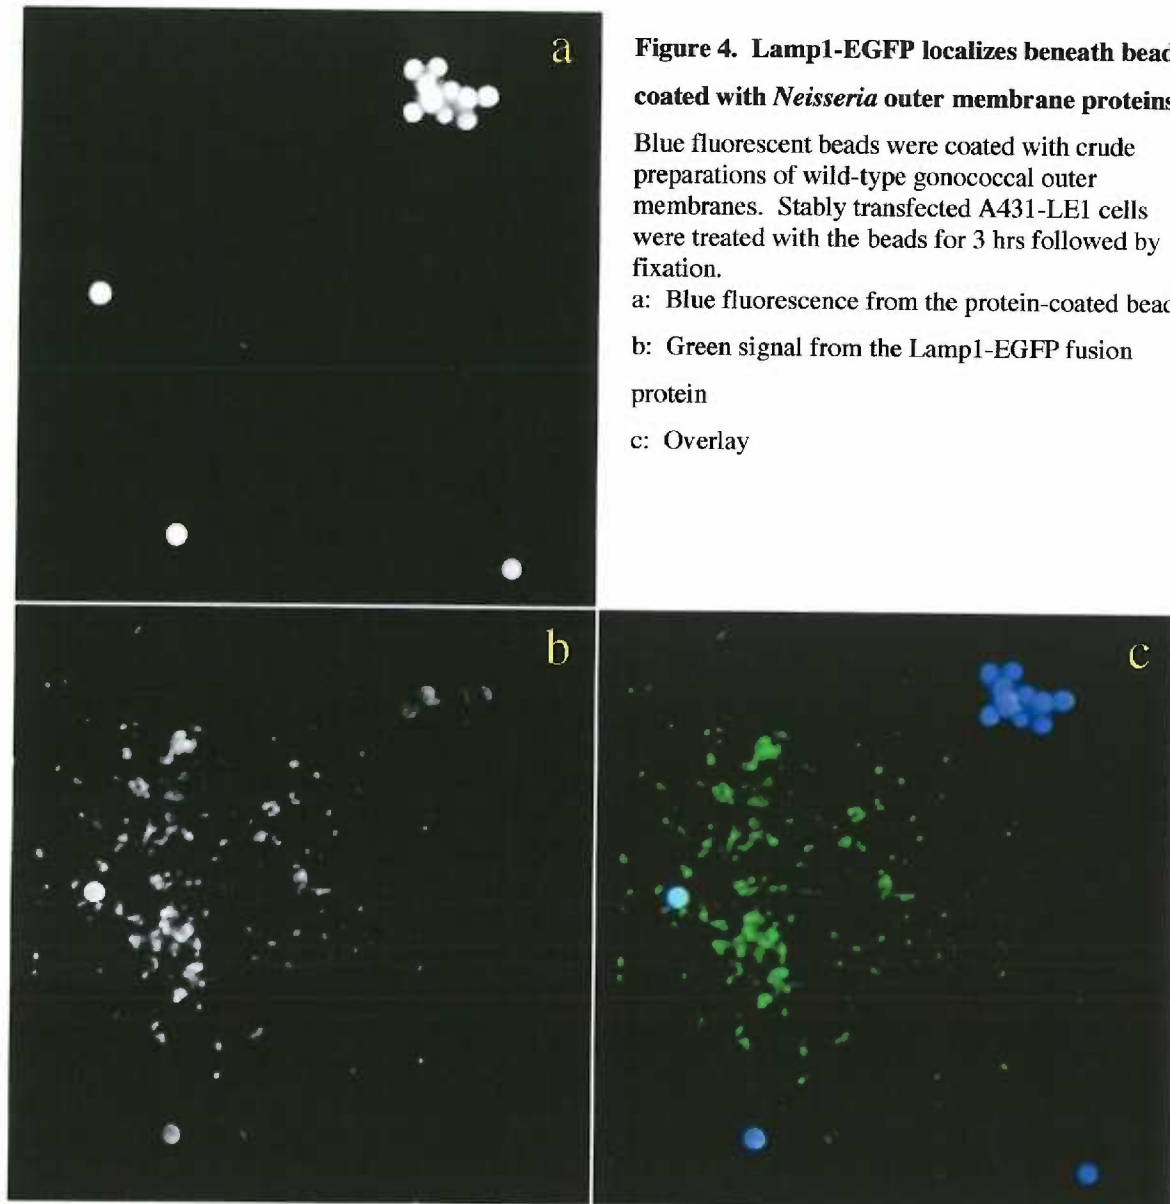 a
Figure 4. Lamp1-EGFP localizes beneath bead
coated with Neisseria outer membrane proteins
Blue fluorescent beads were coated with crude
preparations of wild-type gonococcal outer
membranes. Stably transfected A431-LE1 cells
were treated with the beads for 3 hrs followed by
fixation.
a: Blue fluorescence from the protein-coated bead
b: Green signal from the Lamp1-EGFP fusion
protein
c: Overlay
b
c